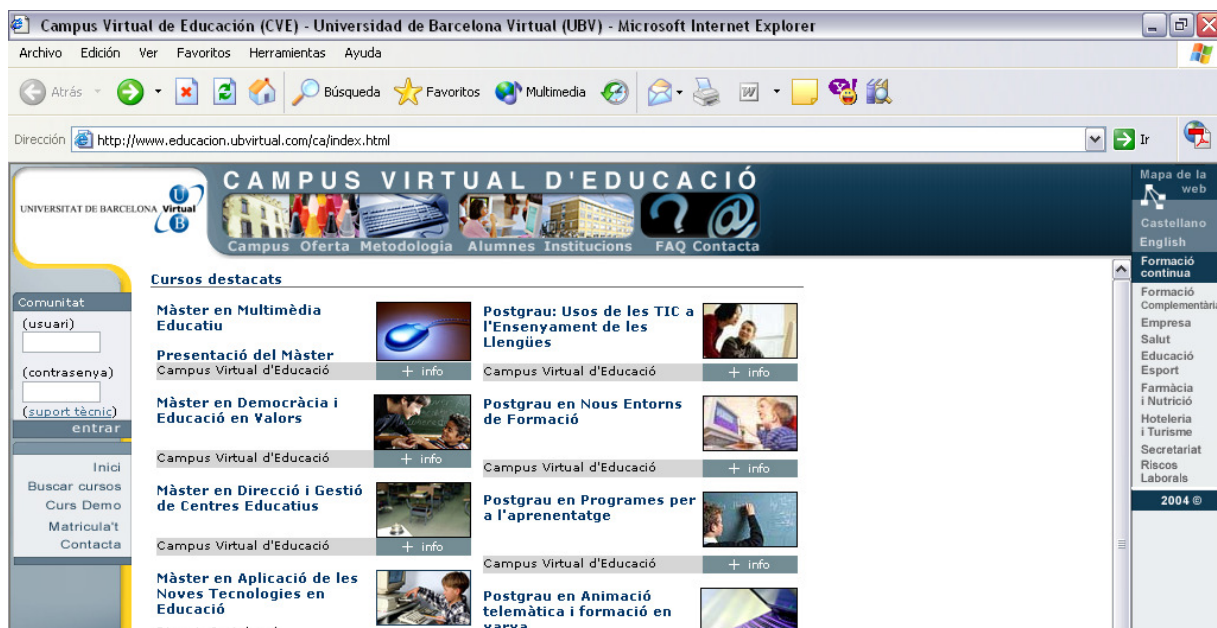 Campus Virtual de Educación (CVE) - Universidad de Barcelona Virtual (UBV) - Microsoft Internet Explorer
Archivo Edición Ver Favoritos Herramientas Ayuda
Atrás Búsqueda Favoritos Multimedia
Dirección http://www.educacion.ubvirtual.com/ca/index.html Ir
UNIVERSITAT DE BARCELONA Virtual
U
B
CAMPUS VIRTUAL D'EDUCACIÓ
Campus Oferta Metodologia Alumnes Institucions FAQ Contacta
Comunitat
(usuari)
(contrasenya)
(suport tècnic)
entrar
Inici
Buscar cursos
Curs Demo
Matricula't
Contacta
Cursos destacats
Màster en Multimèdia
Educatiu
Presentació del Màster
Campus Virtual d'Educació + info
Màster en Democràcia i
Educació en Valors
Campus Virtual d'Educació + info
Màster en Direcció i Gestió
de Centres Educatius
Campus Virtual d'Educació + info
Màster en Aplicació de les
Noves Tecnologies en
Educació
Postgrau: Usos de les TIC a
l'Ensenyament de les
Llengües
Campus Virtual d'Educació + info
Postgrau en Nous Entorns
de Formació
Campus Virtual d'Educació + info
Postgrau en Programes per
a l'aprenentatge
Campus Virtual d'Educació + info
Postgrau en Animació
telemàtica i formació en
Mapa de la
web
Castellano
English
Formació
continua
Formació
Complementària
Empresa
Salut
Educació
Esport
Farmàcia
i Nutrició
Hoteleria
i Turisme
Secretariat
Riscos
Laborals
2004 ©